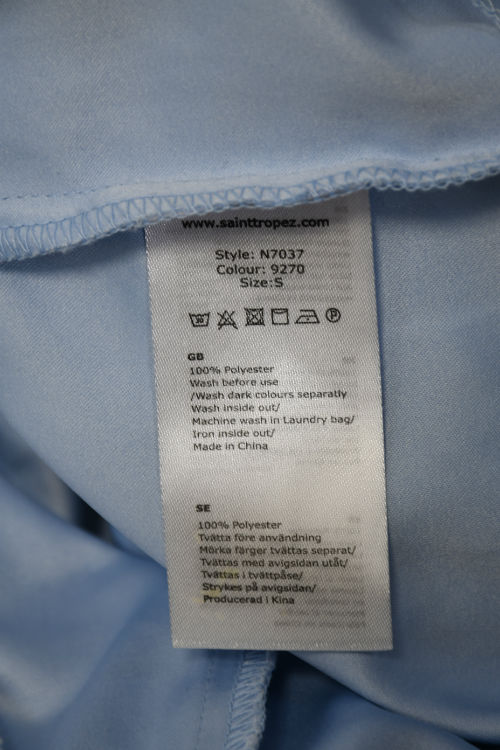 www.sainttropez.com
Style: N7037
Colour: 9270
Size:S
30
P
GB
100% Polyester
Wash before use
/Wash dark colours separatly
Wash inside out/
Machine wash in Laundry bag/
Iron inside out/
Made in China
SE
100% Polyester
Tvätta före användning
Mörka färger tvättas separat/
Tvättas med avigsidan utåt/
Tvättas i tvättpåse/
Strykes på avigsidan/
Producerad i Kina